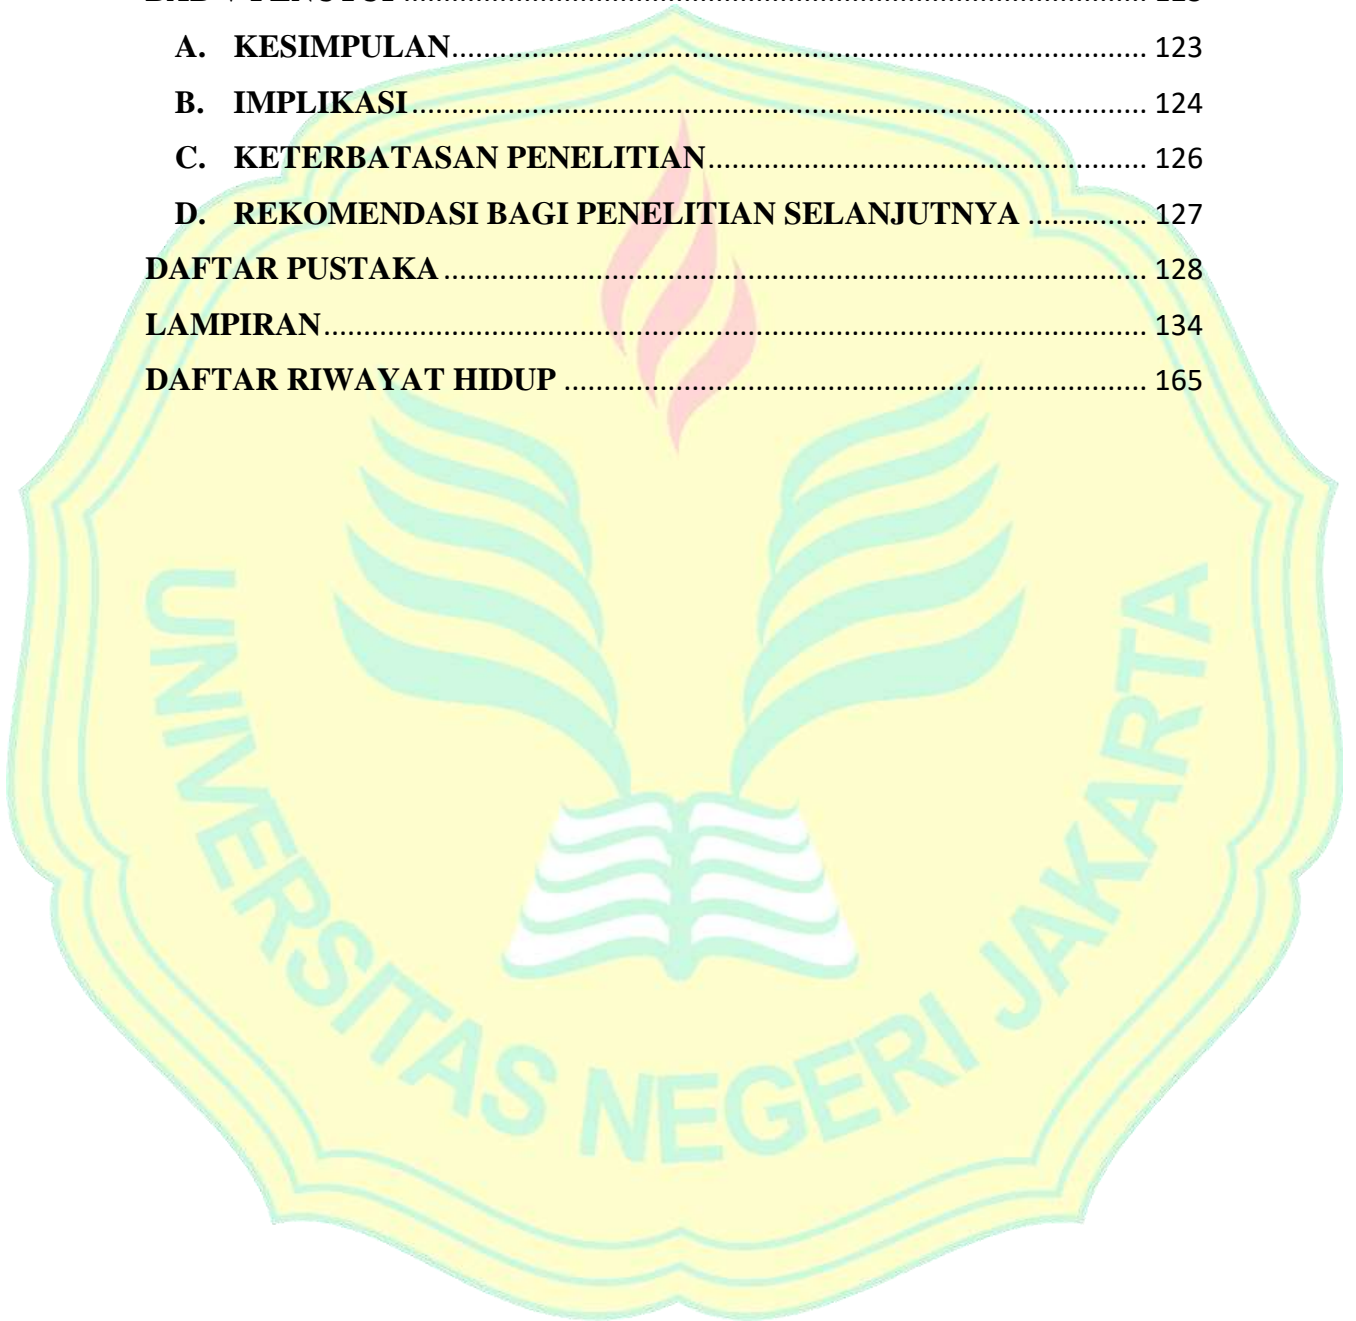 A. KESIMPULAN.......................................................................... 123
B. IMPLIKASI.............................................................................. 124
C. KETERBATASAN PENELITIAN.............................................. 126
D. REKOMENDASI BAGI PENELITIAN SELANJUTNYA .............. 127
DAFTAR PUSTAKA.......................................................................... 128
LAMPIRAN....................................................................................... 134
DAFTAR RIWAYAT HIDUP ............................................................. 165
UNIVERSITAS NEGERI JAKARTA